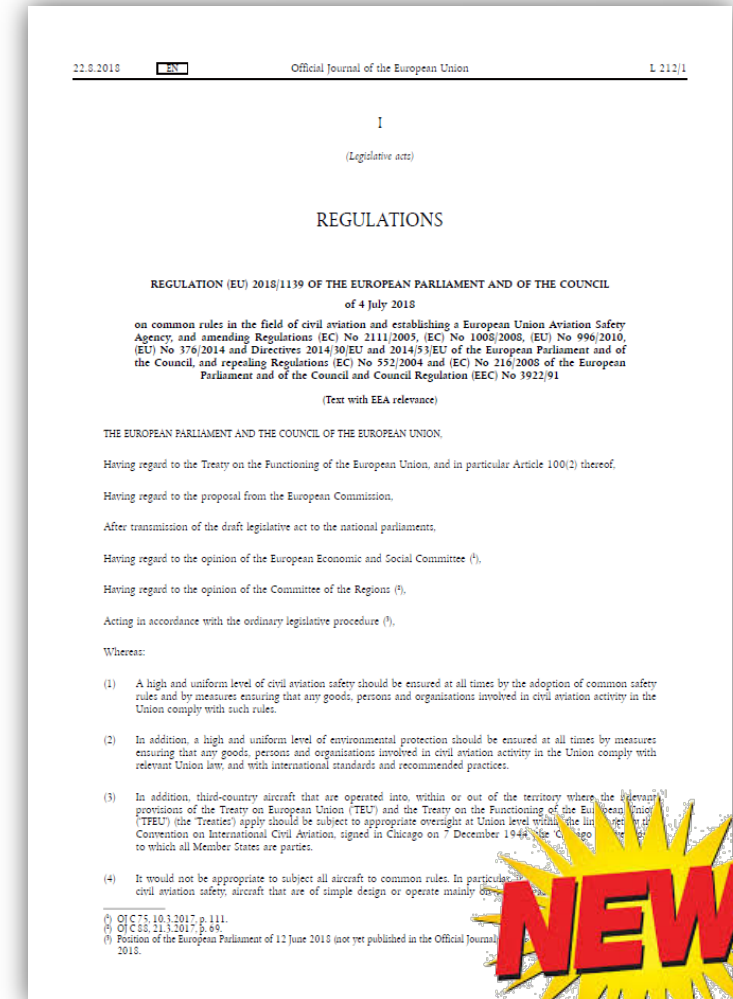 22.8.2018 EN Official Journal of the European Union L 212/1
I
(Legislative acts)
REGULATIONS
REGULATION (EU) 2018/1139 OF THE EUROPEAN PARLIAMENT AND OF THE COUNCIL
of 4 July 2018
on common rules in the field of civil aviation and establishing a European Union Aviation Safety
Agency, and amending Regulations (EC) No 2111/2005, (EC) No 1008/2008, (EU) No 996/2010,
(EU) No 376/2014 and Directives 2014/30/EU and 2014/53/EU of the European Parliament and of
the Council, and repealing Regulations (EC) No 552/2004 and (EC) No 216/2008 of the European
Parliament and of the Council and Council Regulation (EEC) No 3922/91
(Text with EEA relevance)
THE EUROPEAN PARLIAMENT AND THE COUNCIL OF THE EUROPEAN UNION,
Having regard to the Treaty on the Functioning of the European Union, and in particular Article 100(2) thereof,
Having regard to the proposal from the European Commission,
After transmission of the draft legislative act to the national parliaments,
Having regard to the opinion of the European Economic and Social Committee (¹),
Having regard to the opinion of the Committee of the Regions (²),
Acting in accordance with the ordinary legislative procedure (³),
Whereas:
(1) A high and uniform level of civil aviation safety should be ensured at all times by the adoption of common safety
rules and by measures ensuring that any goods, persons and organisations involved in civil aviation activity in the
Union comply with such rules.
(2) In addition, a high and uniform level of environmental protection should be ensured at all times by measures
ensuring that any goods, persons and organisations involved in civil aviation activity in the Union comply with
relevant Union law, and with international standards and recommended practices.
(3) In addition, third-country aircraft that are operated into, within or out of the territory where the relevant
provisions of the Treaty on European Union ('TEU') and the Treaty on the Functioning of the European Union
('TFEU') (the 'Treaties') apply should be subject to appropriate oversight at Union level within the
Convention on International Civil Aviation, signed in Chicago on 7 December 1944
to which all Member States are parties.
(4) It would not be appropriate to subject all aircraft to common rules. In particular,
civil aviation safety, aircraft that are of simple design or operate mainly on
(¹) OJ C 75, 10.3.2017, p. 111.
(²) OJ C 88, 21.3.2017, p. 69.
(³) Position of the European Parliament of 12 June 2018 (not yet published in the Official Journal)
2018.
NEW